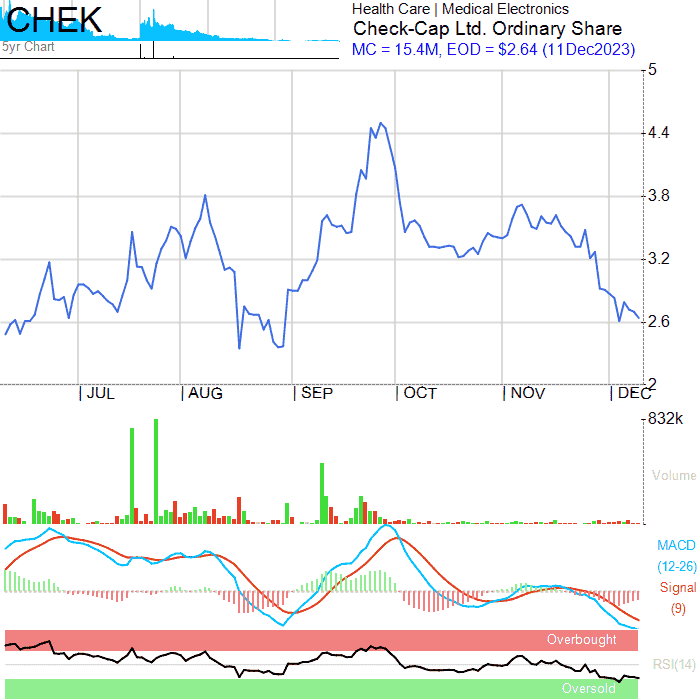 CHEK
5yr Chart
Health Care | Medical Electronics
Check-Cap Ltd. Ordinary Share
MC = 15.4M, EOD = $2.64 (11Dec2023)
5
4.4
3.8
3.2
2.6
2
| JUL | AUG | SEP | OCT | NOV | DEC
832k
Volume
MACD
(12-26)
Signal
(9)
Overbought
RSI(14)
Oversold